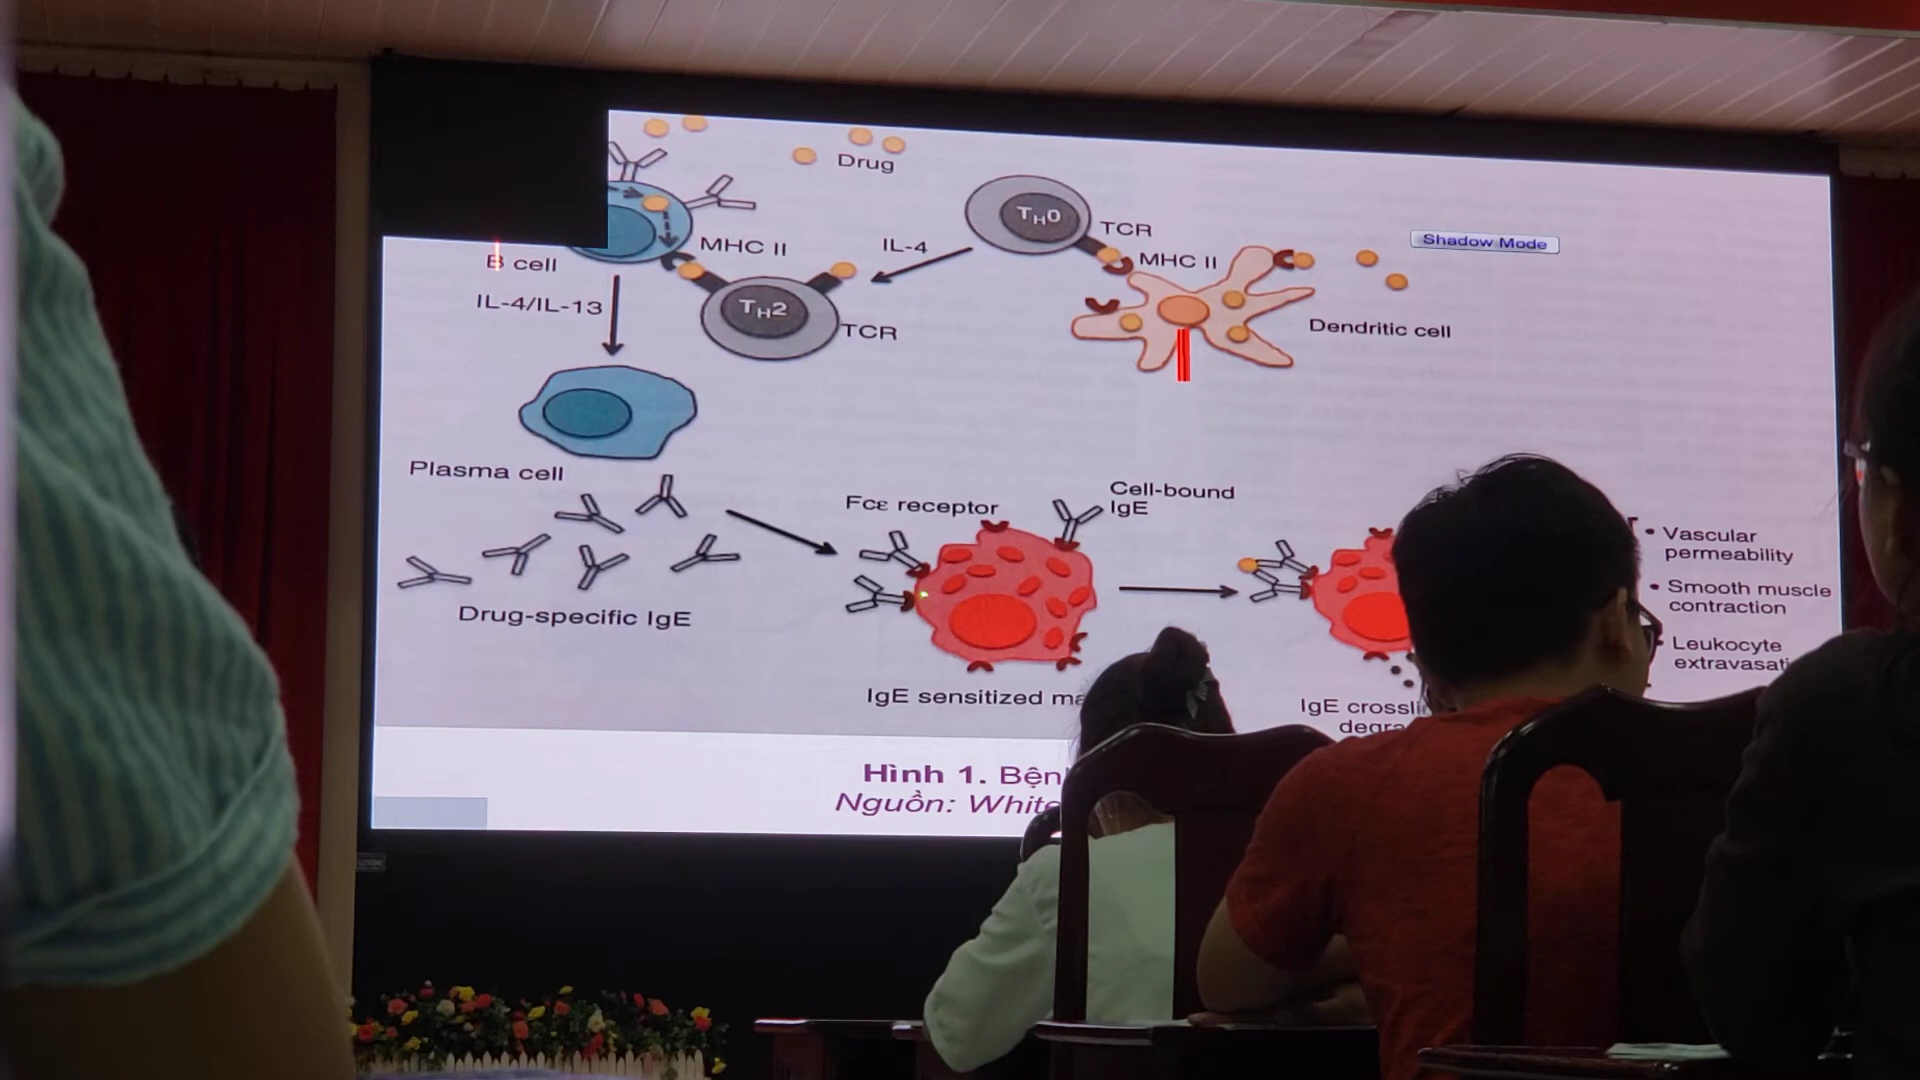 Drug
TH0
TCR
MHC II
IL-4
MHC II
Shadow Mode
B cell
IL-4/IL-13
TH2
TCR
Dendritic cell
Plasma cell
Fcε receptor
Cell-bound
IgE
Drug-specific IgE
IgE sensitized
IgE
• Vascular
permeability
• Smooth muscle
contraction
Leukocyte
Hình 1.
Nguồn: